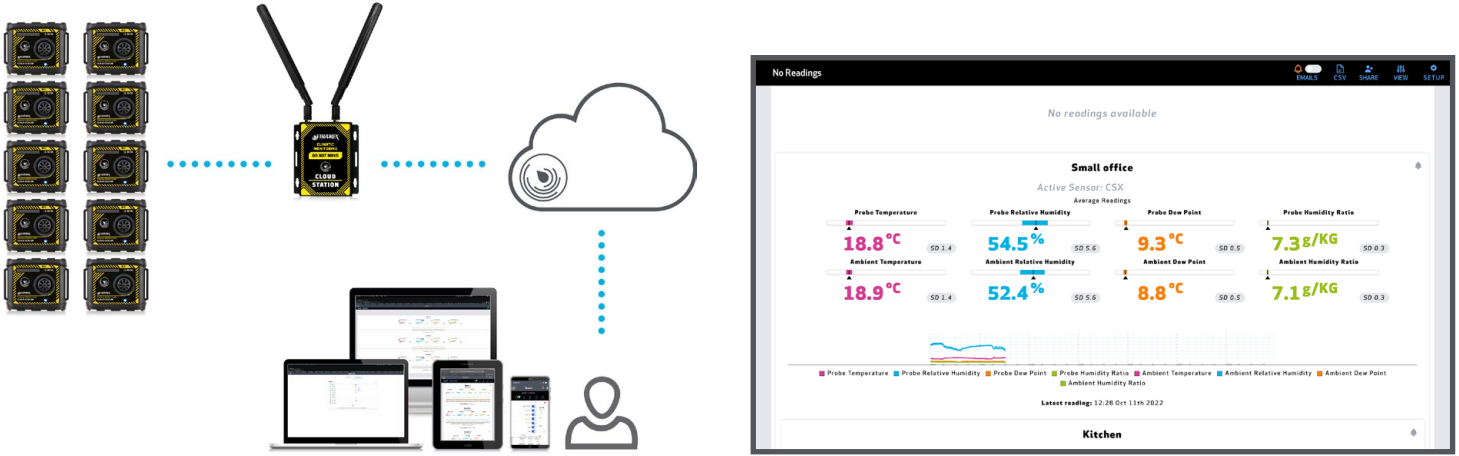 TRAMEX
CLIMATIC
MONITORING
DO NOT MOVE
CLOUD
STATION
No Readings
EMAILS CSV SHARE VIEW SETUP
No readings available
Small office
Active Sensor: CSX
Average Readings
Probe Temperature Probe Relative Humidity Probe Dew Point Probe Humidity Ratio
18.8°C SD 1.4 54.5% SD 5.6 9.3°C SD 0.5 7.3g/KG SD 0.3
Ambient Temperature Ambient Relative Humidity Ambient Dew Point Ambient Humidity Ratio
18.9°C SD 1.4 52.4% SD 5.6 8.8°C SD 0.5 7.1g/KG SD 0.3
Probe Temperature Probe Relative Humidity Probe Dew Point Probe Humidity Ratio Ambient Temperature Ambient Relative Humidity Ambient Dew Point
Ambient Humidity Ratio
Latest reading: 12:28 Oct 11th 2022
Kitchen